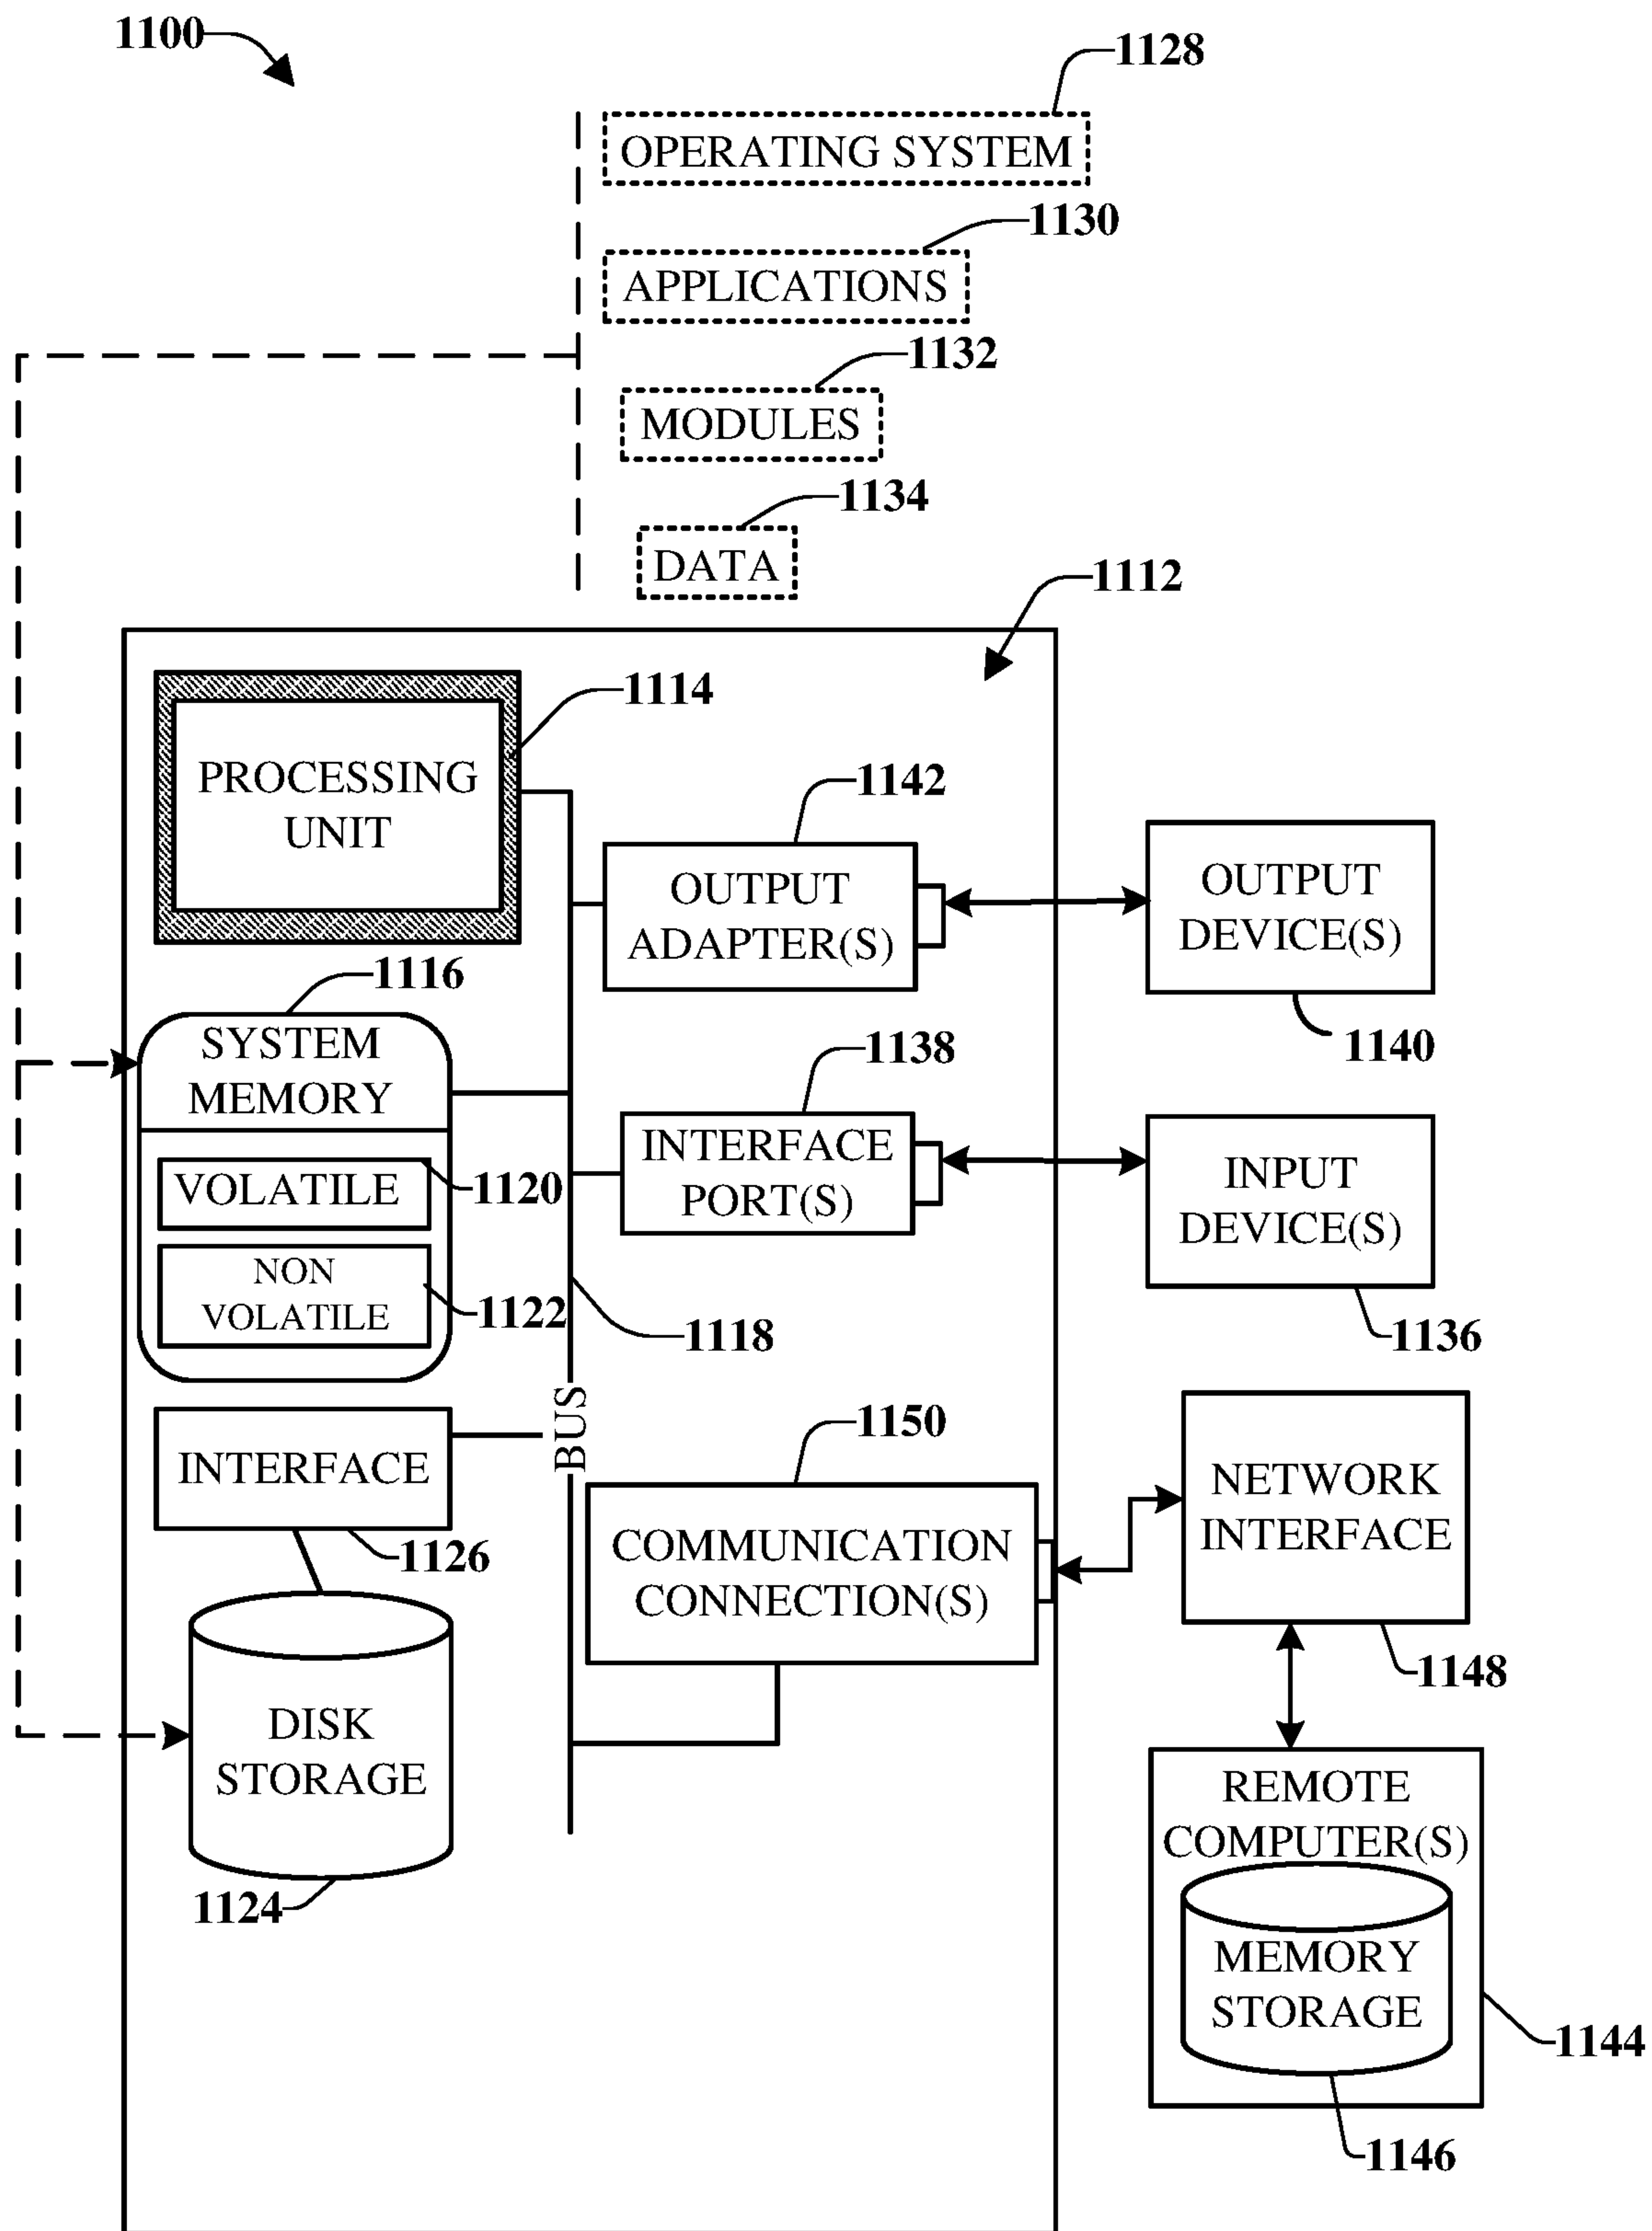 1100
1128
OPERATING SYSTEM
1130
APPLICATIONS
1132
MODULES
1134
DATA
1112
1114
PROCESSING
UNIT
1142
OUTPUT
ADAPTER(S)
OUTPUT
DEVICE(S)
1140
1116
SYSTEM
MEMORY
VOLATILE
1120
NON
VOLATILE
1122
1138
INTERFACE
PORT(S)
INPUT
DEVICE(S)
1136
1118
BUS
INTERFACE
1126
1150
COMMUNICATION
CONNECTION(S)
NETWORK
INTERFACE
1148
DISK
STORAGE
1124
REMOTE
COMPUTER(S)
MEMORY
STORAGE
1144
1146